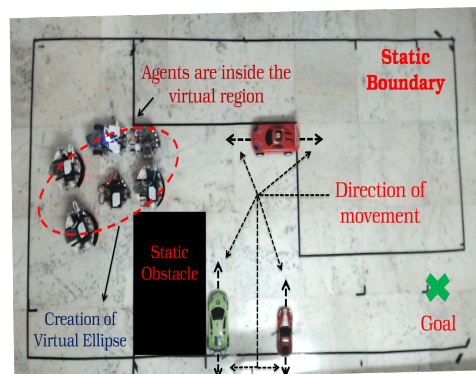 Static
Boundary
Agents are inside the
virtual region
Direction of
movement
Static
Obstacle
Creation of
Virtual Ellipse
Goal